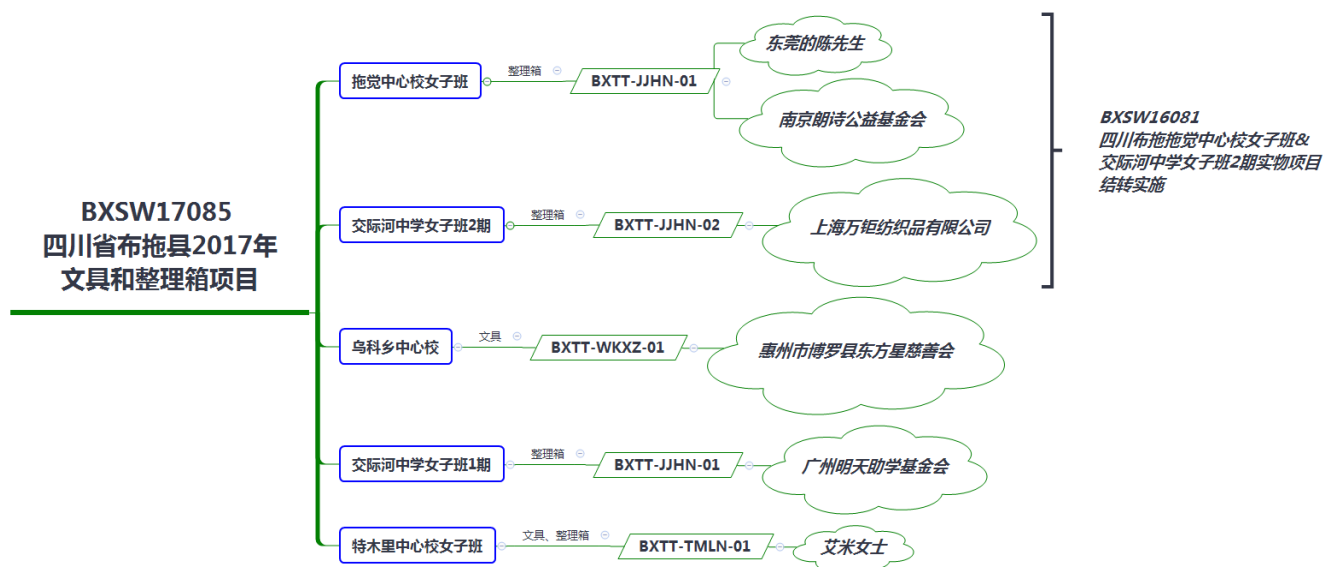 BXSW17085
四川省布拖县2017年
文具和整理箱项目
拖觉中心校女子班
整理箱
BXTT-JJHN-01
东莞的陈先生
南京朗诗公益基金会
交际河中学女子班2期
整理箱
BXTT-JJHN-02
上海万钜纺织品有限公司
BXSW16081
四川布拖拖觉中心校女子班&
交际河中学女子班2期实物项目
结转实施
乌科乡中心校
文具
BXTT-WKXZ-01
惠州市博罗县东方星慈善会
交际河中学女子班1期
整理箱
BXTT-JJHN-01
广州明天助学基金会
特木里中心校女子班
文具、整理箱
BXTT-TMLN-01
艾米女士